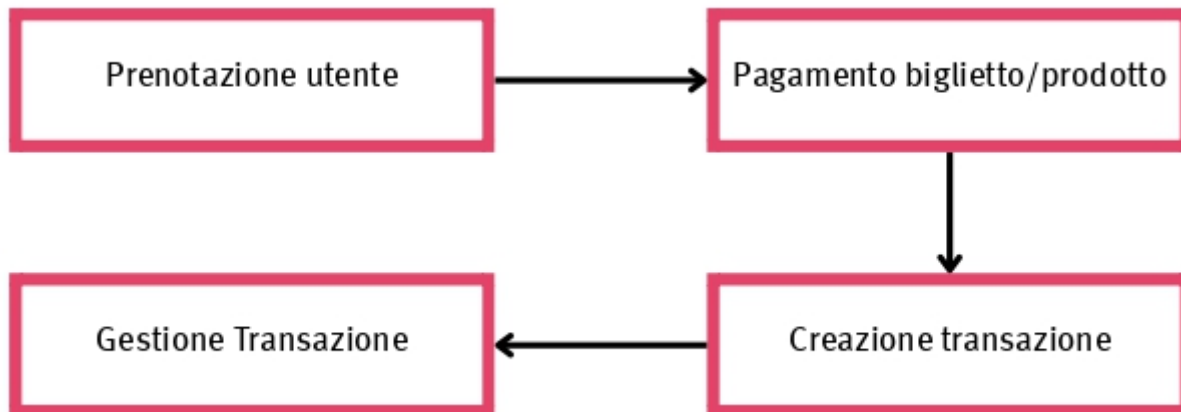 Prenotazione utente
Pagamento biglietto/prodotto
Gestione Transazione
Creazione transazione